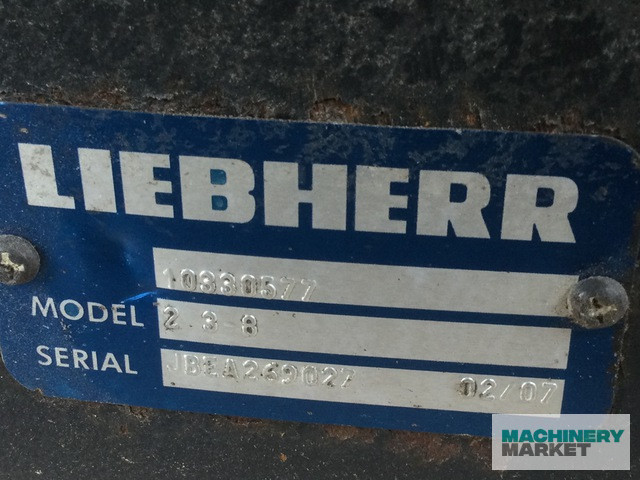 LIEBHERR
10330577
MODEL 2 3 8
SERIAL JBEA269027 02/07
MACHINERY
MARKET